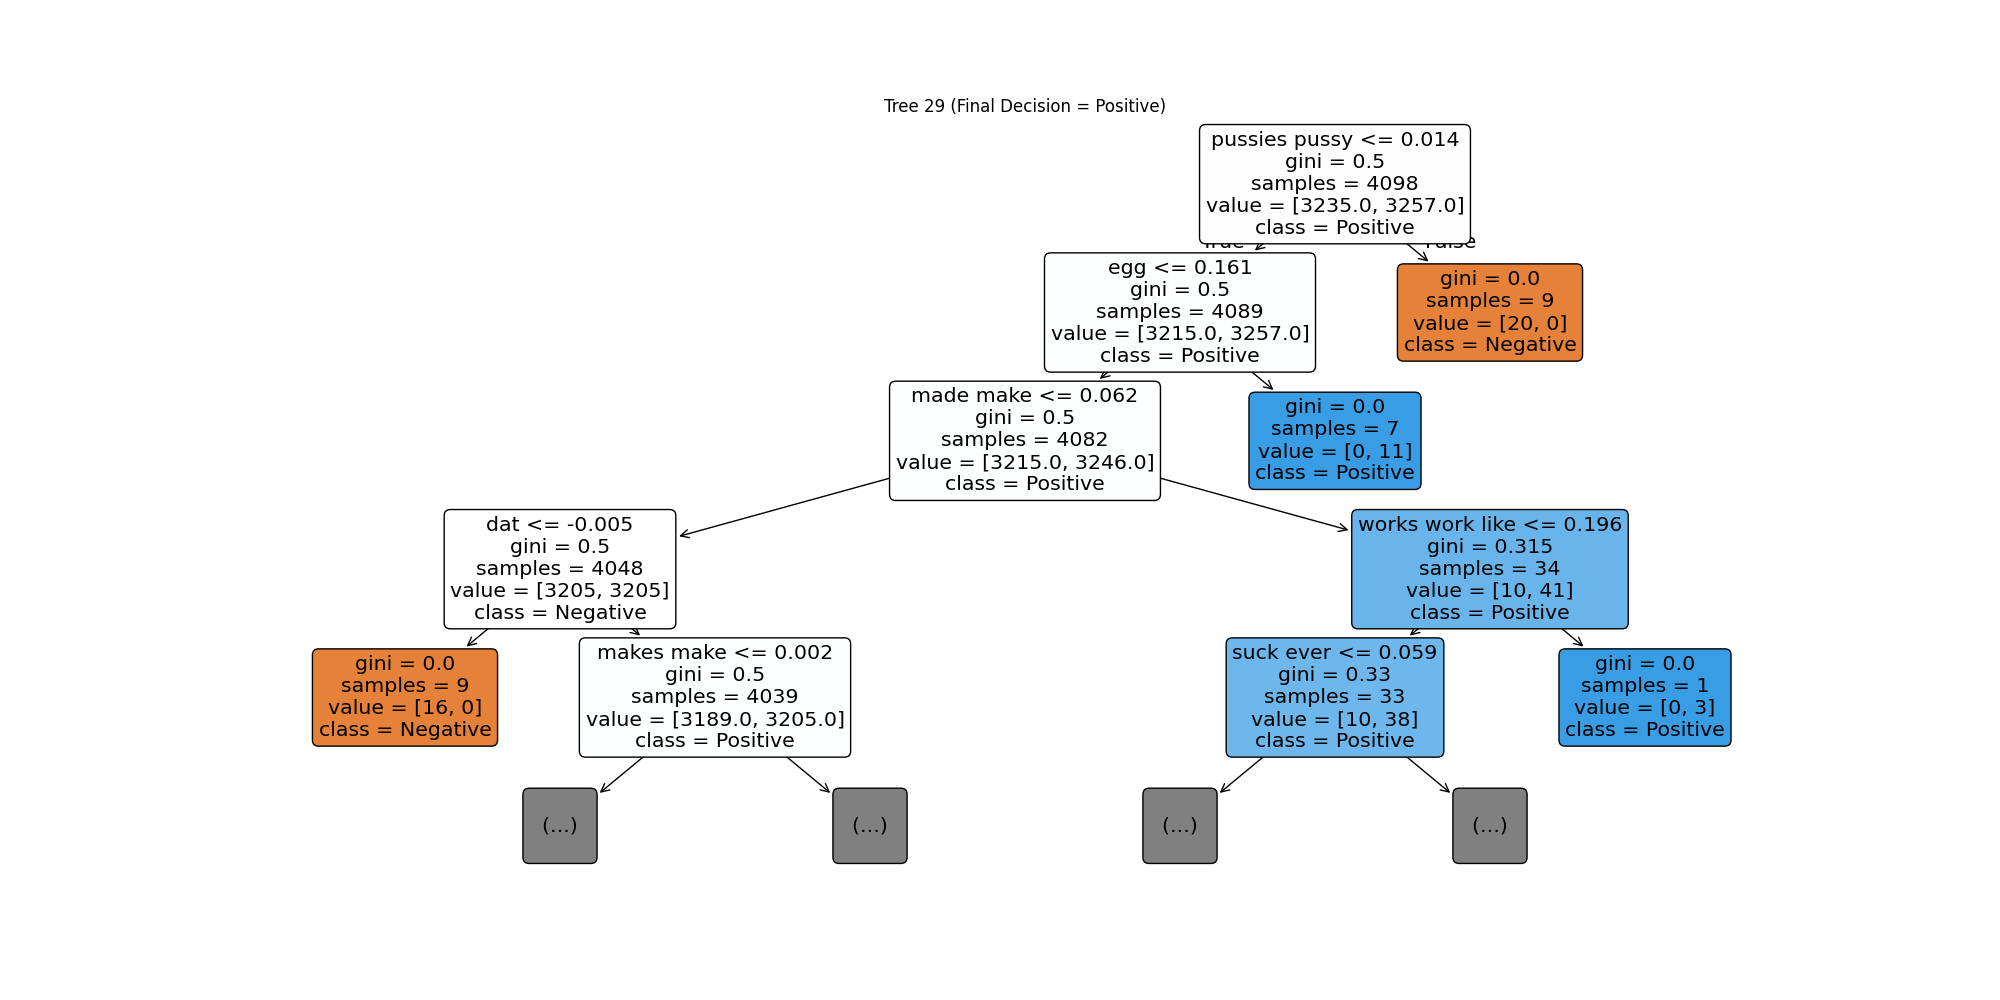 Tree 29 (Final Decision = Positive)
pussies pussy <= 0.014
gini = 0.5
samples = 4098
value = [3235.0, 3257.0]
class = Positive
True
False
egg <= 0.161
gini = 0.5
samples = 4089
value = [3215.0, 3257.0]
class = Positive
gini = 0.0
samples = 9
value = [20, 0]
class = Negative
made make <= 0.062
gini = 0.5
samples = 4082
value = [3215.0, 3246.0]
class = Positive
gini = 0.0
samples = 7
value = [0, 11]
class = Positive
dat <= -0.005
gini = 0.5
samples = 4048
value = [3205, 3205]
class = Negative
works work like <= 0.196
gini = 0.315
samples = 34
value = [10, 41]
class = Positive
gini = 0.0
samples = 9
value = [16, 0]
class = Negative
makes make <= 0.002
gini = 0.5
samples = 4039
value = [3189.0, 3205.0]
class = Positive
suck ever <= 0.059
gini = 0.33
samples = 33
value = [10, 38]
class = Positive
gini = 0.0
samples = 1
value = [0, 3]
class = Positive
(...)
(...)
(...)
(...)